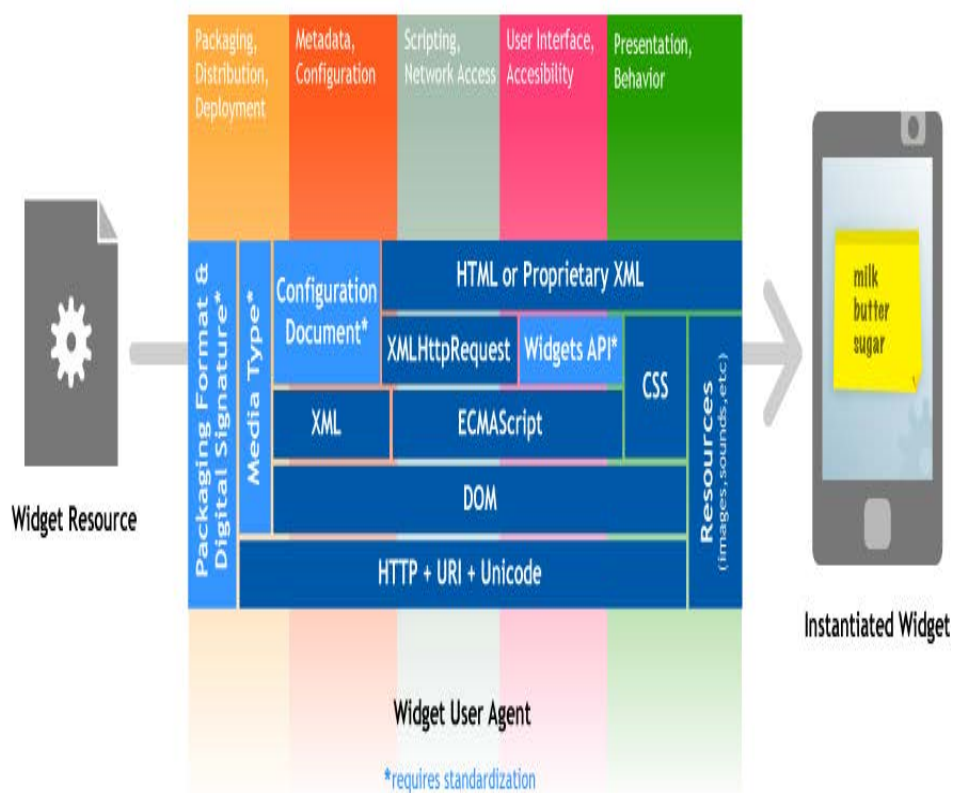 Packaging,
Distribution,
Deployment
Metadata,
Configuration
Scripting,
Network Access
User Interface,
Accesibility
Presentation,
Behavior
Packaging Format &
Digital Signature*
Media Type*
Configuration
Document*
HTML or Proprietary XML
XMLHttpRequest
Widgets API*
CSS
Resources
(images,sounds,etc)
XML
ECMAScript
DOM
HTTP + URI + Unicode
Widget Resource
milk
butter
sugar
Instantiated Widget
Widget User Agent
*requires standardization